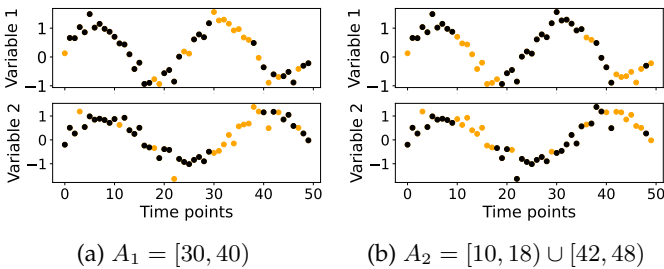 Variable 1
1
0
−1
Variable 2
1
0
−1
0 10 20 30 40 50
Time points
(a) A₁ = [30, 40)
Variable 1
1
0
−1
Variable 2
1
0
−1
0 10 20 30 40 50
Time points
(b) A₂ = [10, 18) ∪ [42, 48)